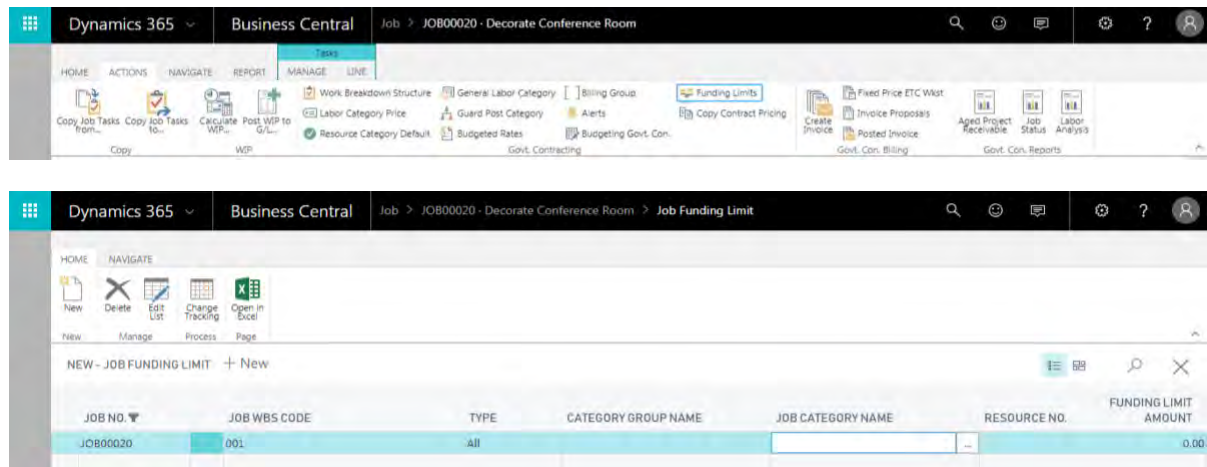 Dynamics 365 Business Central Job > JOB00020 - Decorate Conference Room ?
Tasks
HOME ACTIONS NAVIGATE REPORT MANAGE LINE
Work Breakdown Structure General Labor Category Billing Group Funding Limits Fixed Price ETC Wkst
Labor Category Price Guard Post Category Alerts Copy Contract Pricing Invoice Proposals
Resource Category Default Budgeted Rates Budgeting Govt. Con. Posted Invoice
Copy Job Tasks from... Copy Job Tasks to... Calculate WIP... Post WIP to G/L... Create Invoice Aged Project Receivable Job Status Labor Analysis
Copy WIP Govt. Contracting Govt. Con. Billing Govt. Con. Reports
Dynamics 365 Business Central Job > JOB00020 - Decorate Conference Room > Job Funding Limit ?
HOME NAVIGATE
New Delete Edit List Change Tracking Open in Excel
New Manage Process Page
NEW - JOB FUNDING LIMIT + New
JOB NO. JOB WBS CODE TYPE CATEGORY GROUP NAME JOB CATEGORY NAME RESOURCE NO. FUNDING LIMIT AMOUNT
JOB00020 001 All ... 0.00